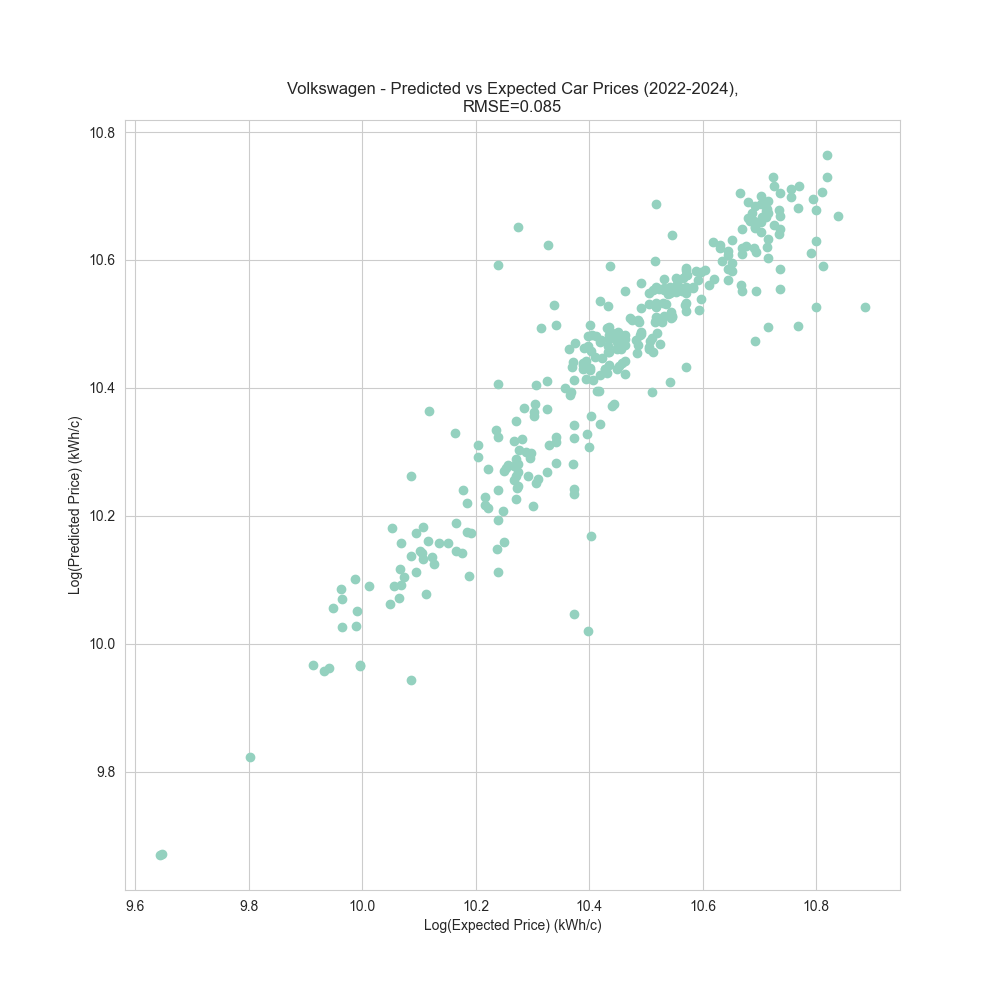 Volkswagen - Predicted vs Expected Car Prices (2022-2024),
RMSE=0.085
10.8
10.6
10.4
10.2
10.0
9.8
Log(Predicted Price) (kWh/c)
9.6 9.8 10.0 10.2 10.4 10.6 10.8
Log(Expected Price) (kWh/c)